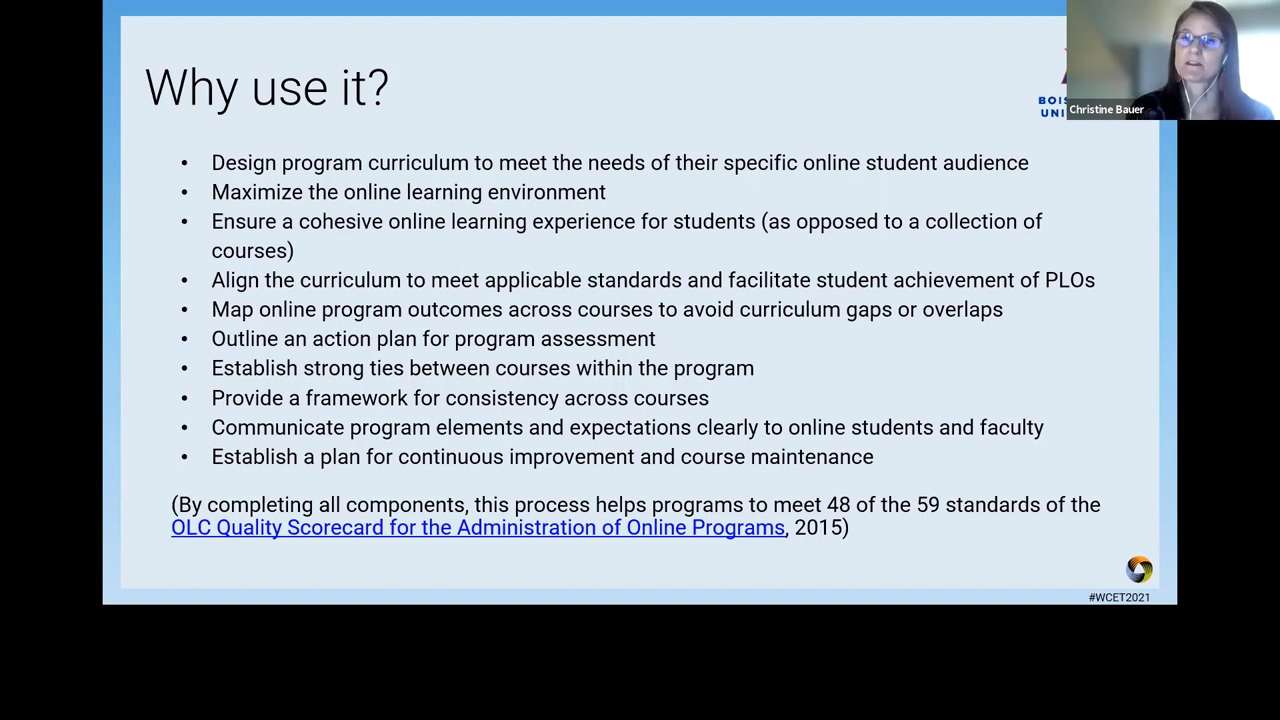 Why use it?
BOIS
UNI
Christine Bauer
• Design program curriculum to meet the needs of their specific online student audience
• Maximize the online learning environment
• Ensure a cohesive online learning experience for students (as opposed to a collection of
courses)
• Align the curriculum to meet applicable standards and facilitate student achievement of PLOs
• Map online program outcomes across courses to avoid curriculum gaps or overlaps
• Outline an action plan for program assessment
• Establish strong ties between courses within the program
• Provide a framework for consistency across courses
• Communicate program elements and expectations clearly to online students and faculty
• Establish a plan for continuous improvement and course maintenance
(By completing all components, this process helps programs to meet 48 of the 59 standards of the
OLC Quality Scorecard for the Administration of Online Programs, 2015)
#WCET2021